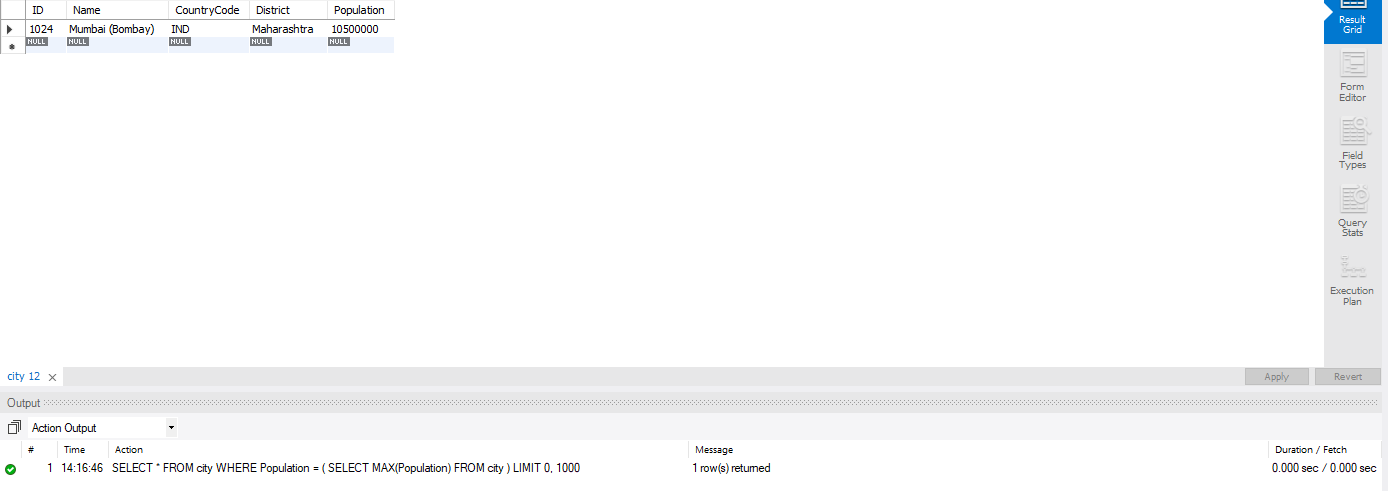 ID Name CountryCode District Population
1024 Mumbai (Bombay) IND Maharashtra 10500000
NULL NULL NULL NULL NULL
Result
Grid
Form
Editor
Field
Types
Query
Stats
Execution
Plan
city 12
Apply Revert
Output
Action Output
# Time Action Message Duration / Fetch
1 14:16:46 SELECT * FROM city WHERE Population = ( SELECT MAX(Population) FROM city ) LIMIT 0, 1000 1 row(s) returned 0.000 sec / 0.000 sec